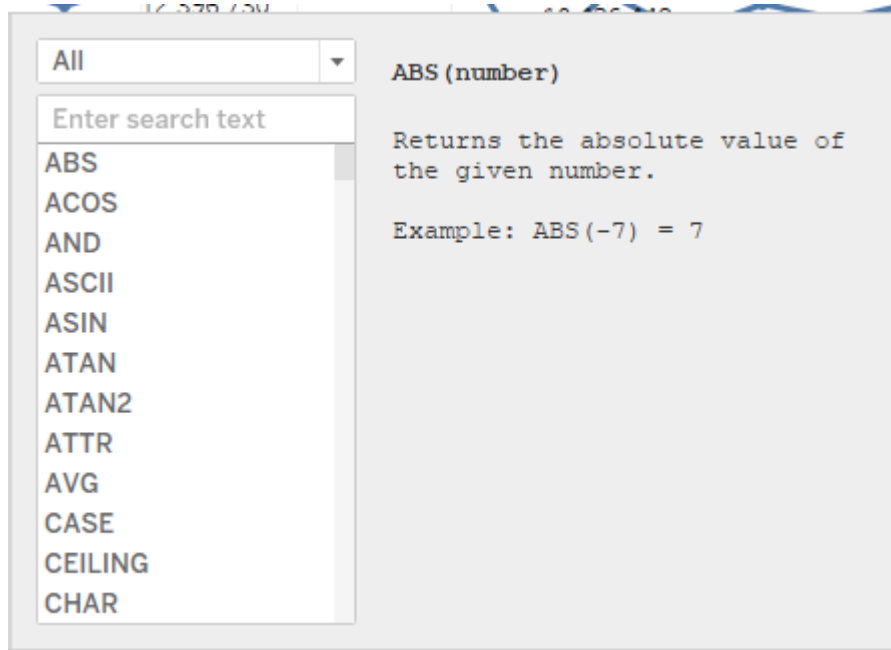 All
Enter search text
ABS
ACOS
AND
ASCII
ASIN
ATAN
ATAN2
ATTR
AVG
CASE
CEILING
CHAR
ABS(number)
Returns the absolute value of
the given number.
Example: ABS(-7) = 7